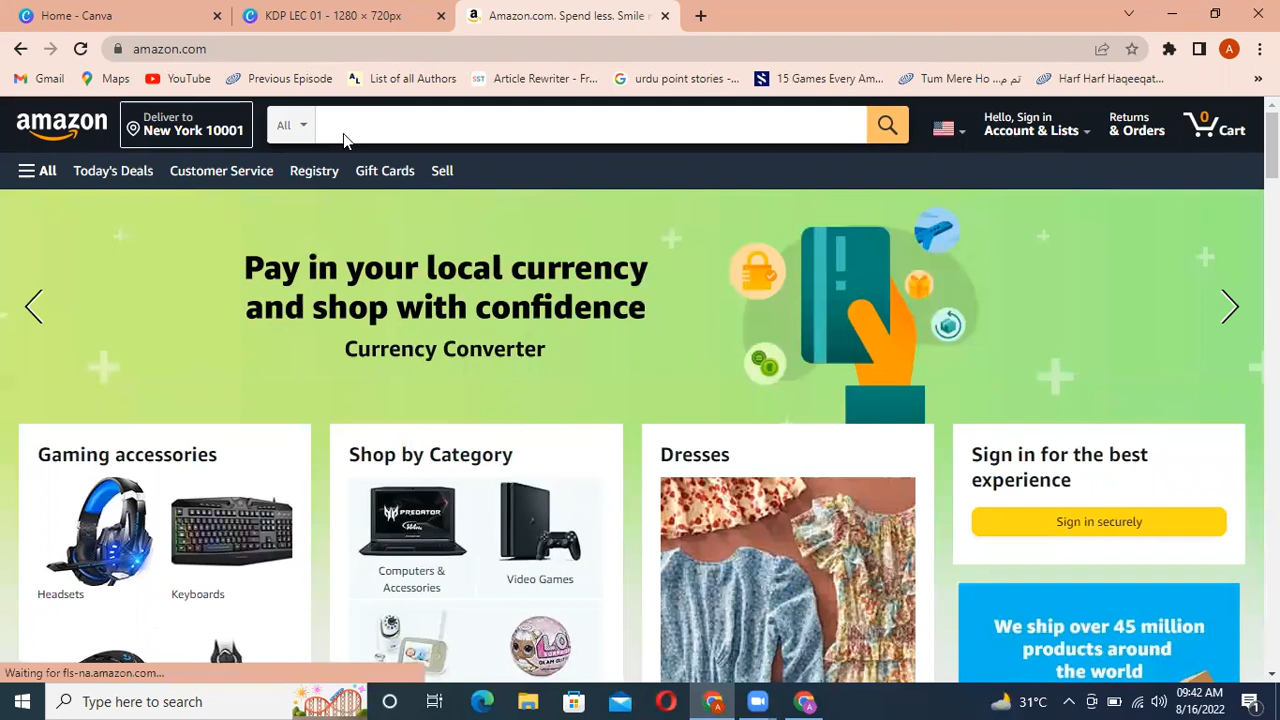 Home - Canva
KDP LEC 01 - 1280 × 720px
Amazon.com. Spend less. Smile m
amazon.com
Gmail
Maps
YouTube
Previous Episode
List of all Authors
Article Rewriter - Fr...
urdu point stories -...
15 Games Every Am...
Tum Mere Ho ... تم م...
Harf Harf Haqeeqat...
amazon
Deliver to
New York 10001
All
Hello, Sign in
Account & Lists
Returns
& Orders
0
Cart
All
Today's Deals
Customer Service
Registry
Gift Cards
Sell
Pay in your local currency
and shop with confidence
Currency Converter
Gaming accessories
Headsets
Keyboards
Shop by Category
PREDATOR
Computers &
Accessories
Video Games
Dresses
Sign in for the best
experience
Sign in securely
We ship over 45 million
products around
the world
Waiting for fls-na.amazon.com...
Type here to search
31°C
09:42 AM
8/16/2022